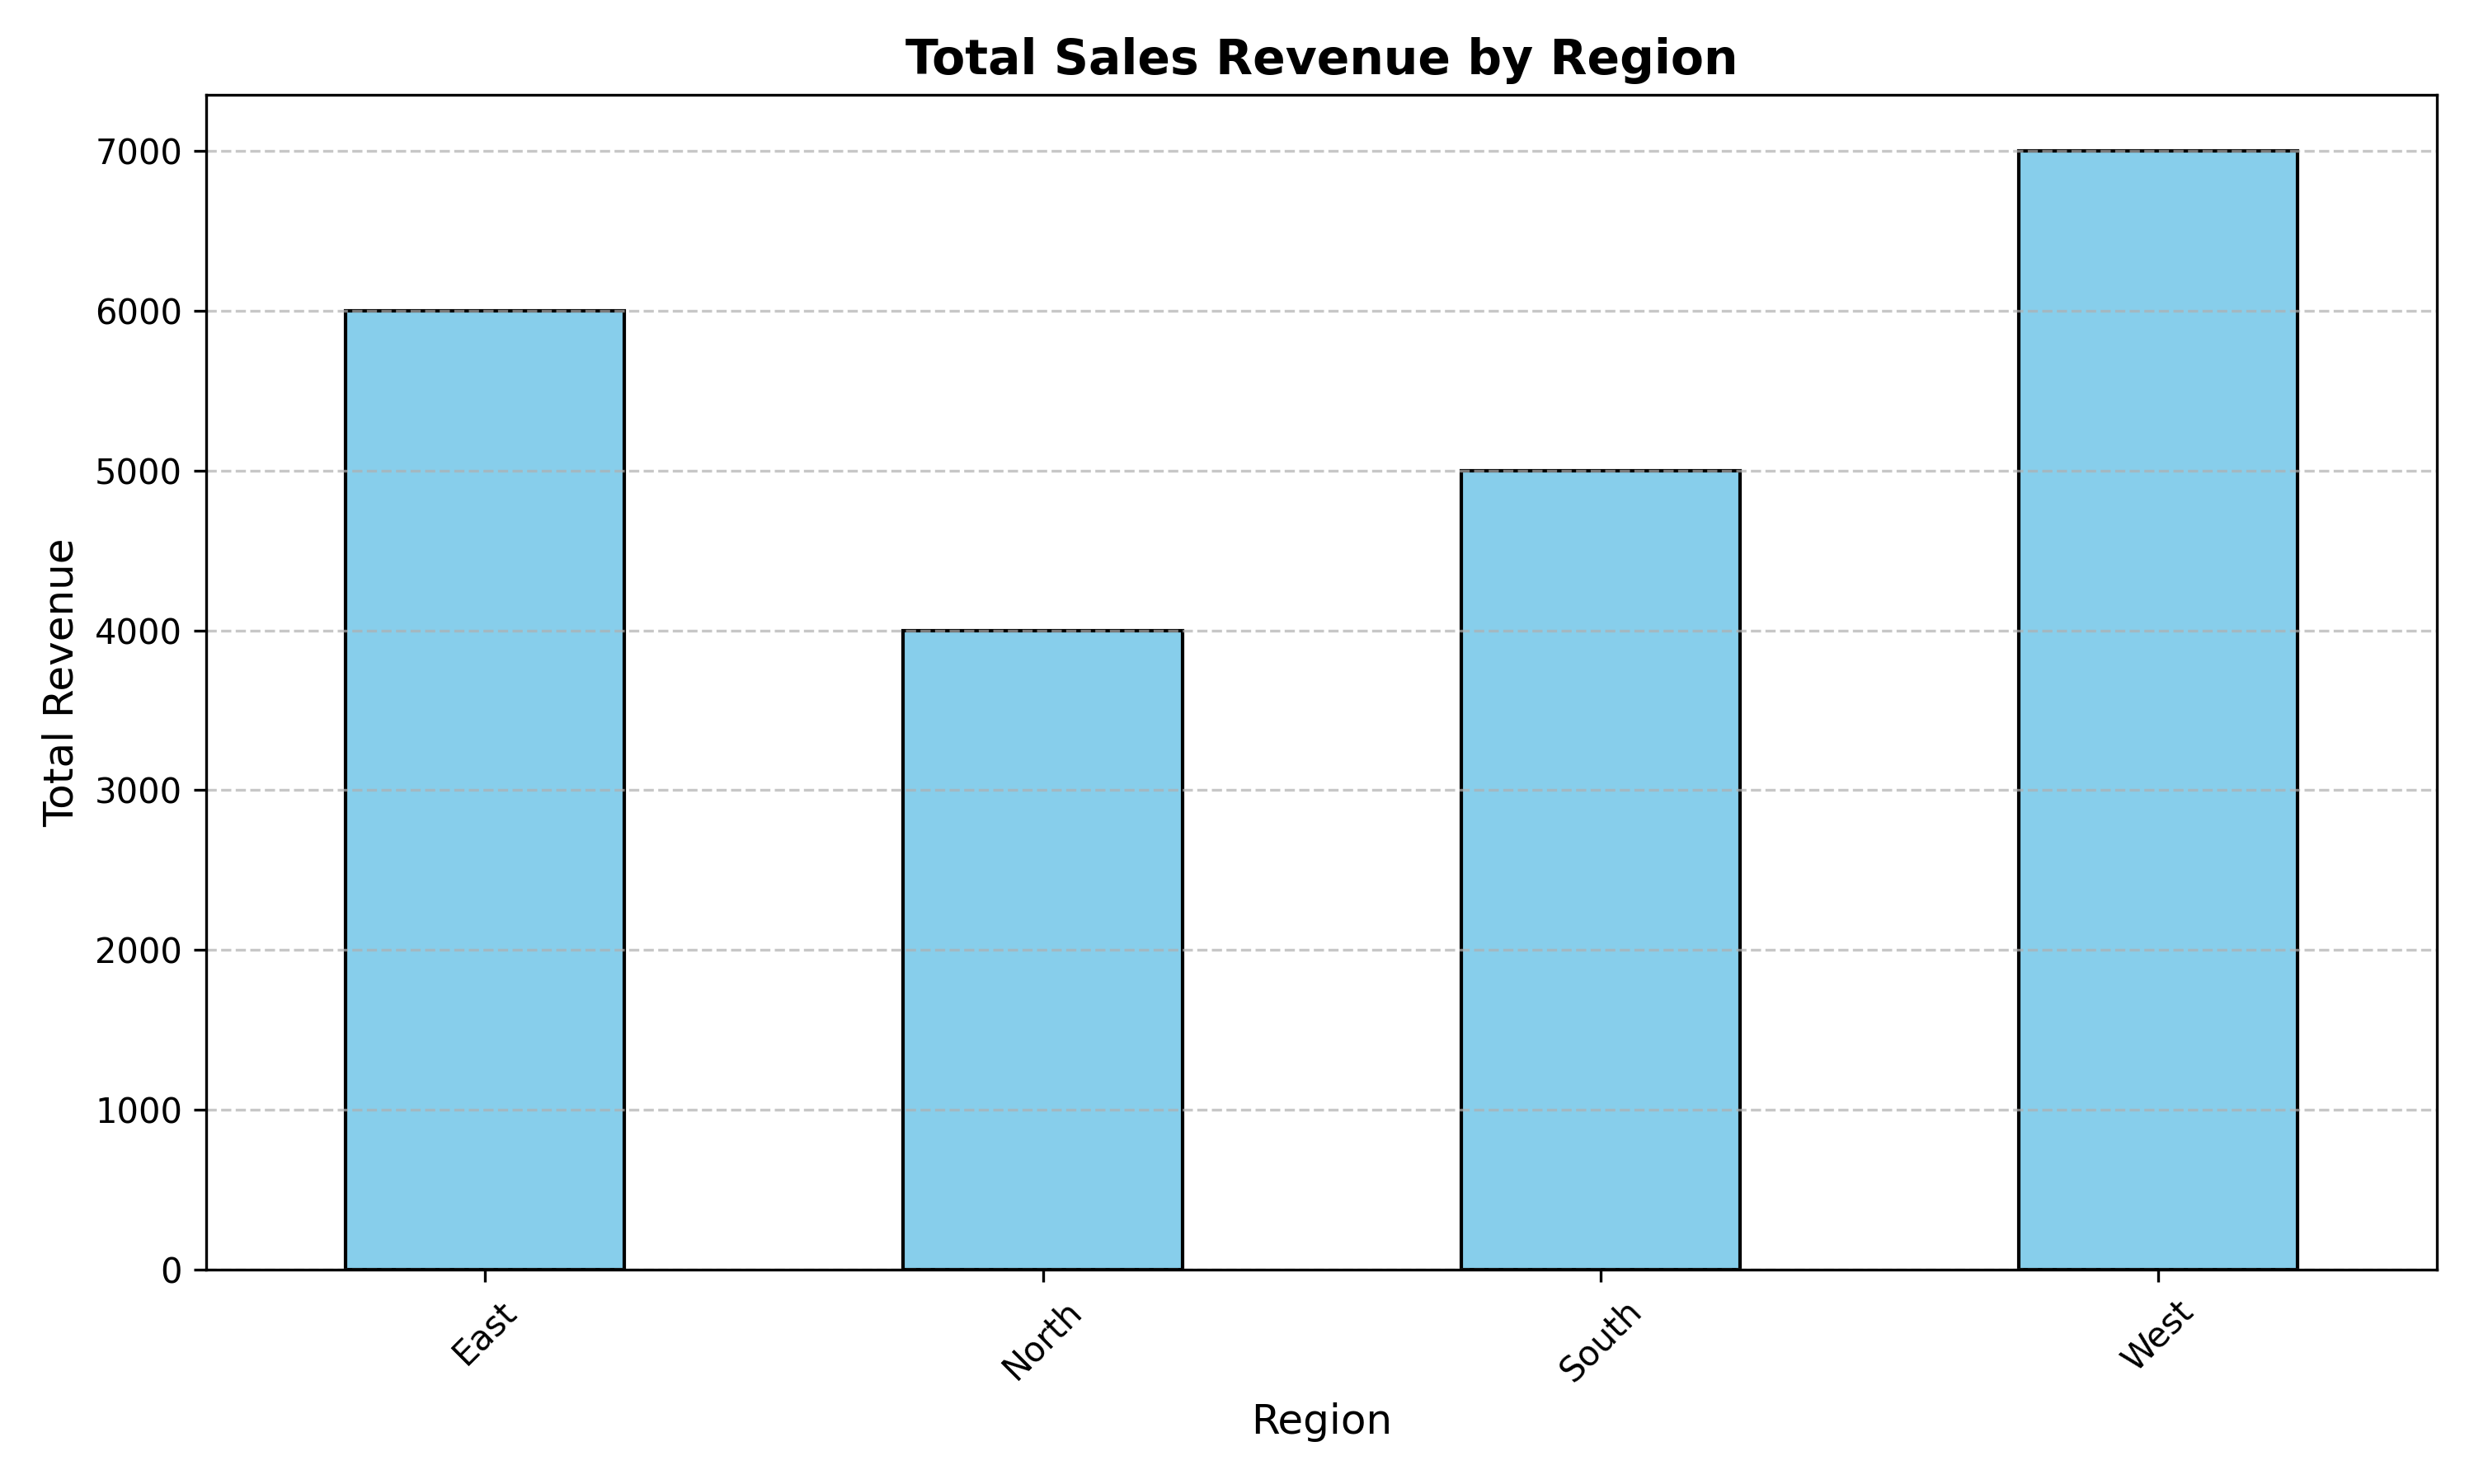 Total Sales Revenue by Region
Total Revenue
7000
6000
5000
4000
3000
2000
1000
0
East
North
South
West
Region